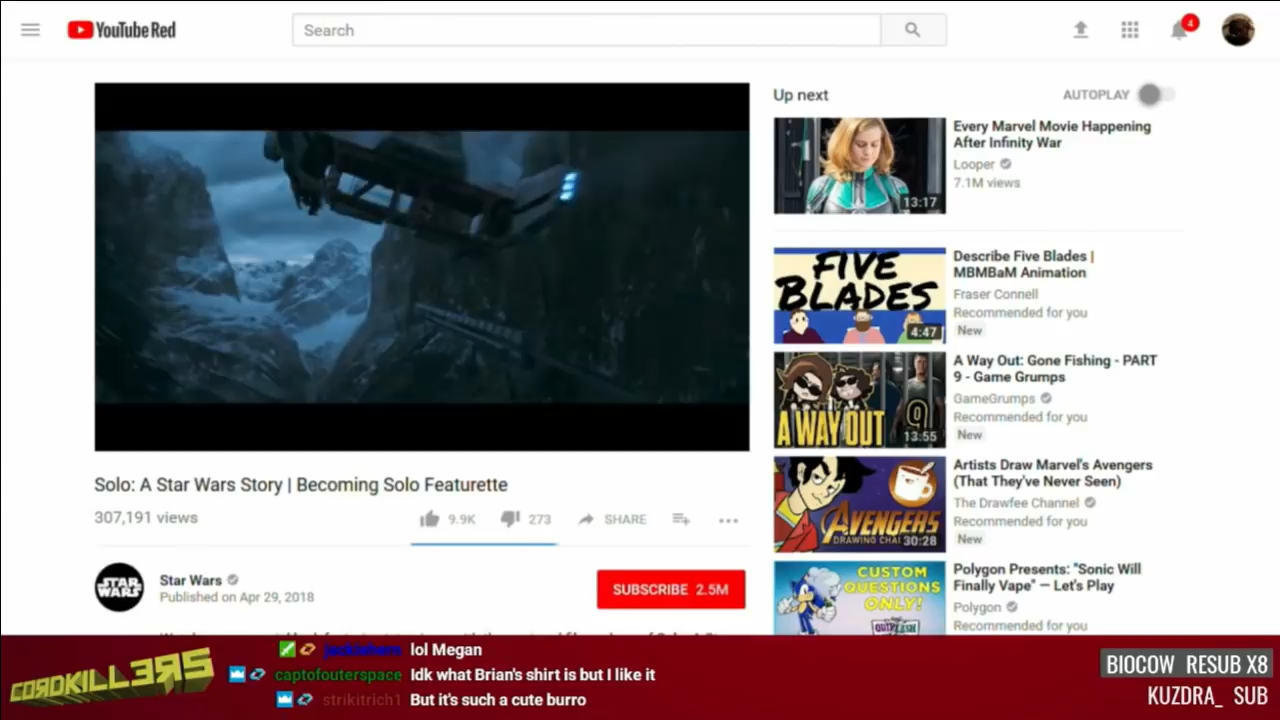 YouTube Red
Search
4
Up next
AUTOPLAY
Every Marvel Movie Happening
After Infinity War
Looper
7.1M views
13:17
FIVE
BLADES
4:47
Describe Five Blades |
MBMBaM Animation
Fraser Connell
Recommended for you
New
A WAY OUT
9
13:55
A Way Out: Gone Fishing - PART
9 - Game Grumps
GameGrumps
Recommended for you
New
AVENGERS
DRAWING CHAL
30:28
Artists Draw Marvel's Avengers
(That They've Never Seen)
The Drawfee Channel
Recommended for you
New
CUSTOM
QUESTIONS
ONLY!
QUIPLASH
Polygon Presents: "Sonic Will
Finally Vape" — Let's Play
Polygon
Recommended for you
Solo: A Star Wars Story | Becoming Solo Featurette
307,191 views
9.9K
273
SHARE
STAR
WARS
Star Wars
Published on Apr 29, 2018
SUBSCRIBE 2.5M
CORDKILL3RS
lol Megan
captofouterspace Idk what Brian's shirt is but I like it
strikitrich1 But it's such a cute burro
BIOCOW RESUB X8
KUZDRA_ SUB